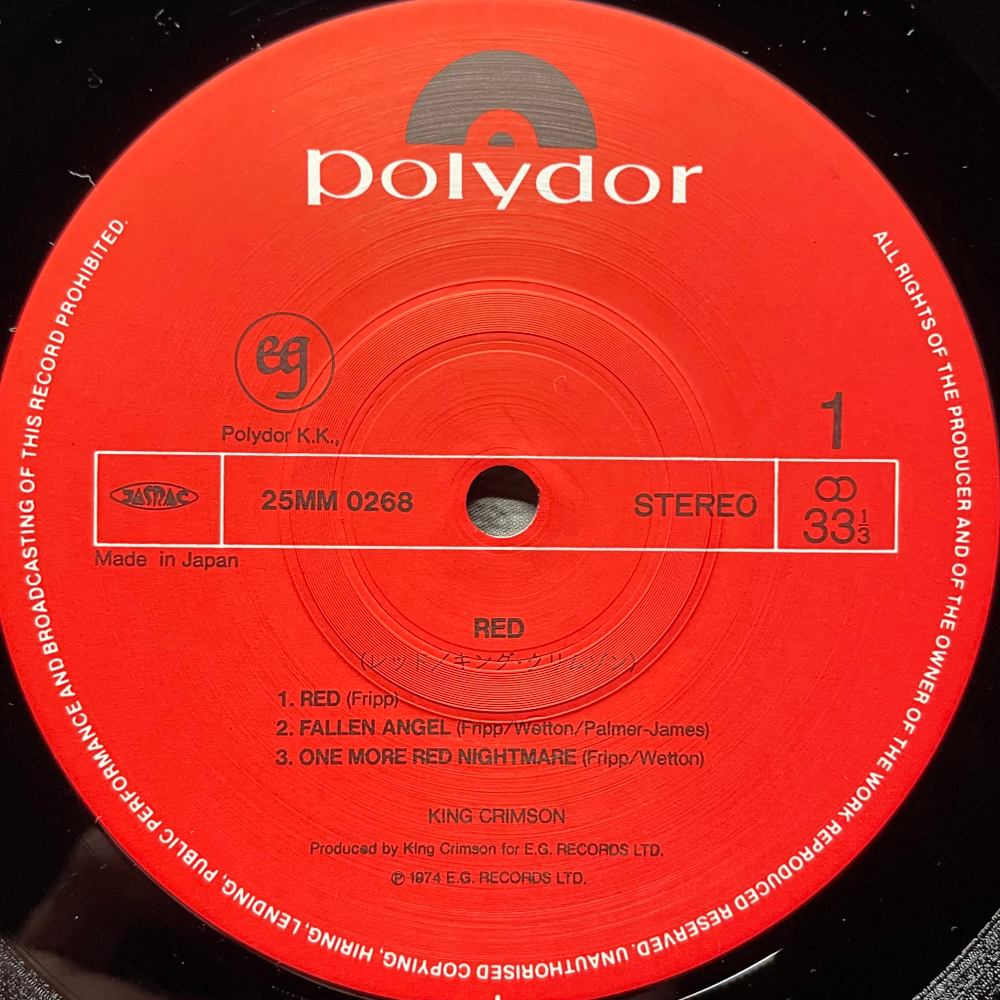 polydor
eg
Polydor K.K.,
1
JASRAC
25MM 0268
STEREO
33 1/3
Made in Japan
RED
(レッド/キング・クリムゾン)
1. RED (Fripp)
2. FALLEN ANGEL (Fripp/Wetton/Palmer-James)
3. ONE MORE RED NIGHTMARE (Fripp/Wetton)
KING CRIMSON
Produced by King Crimson for E.G. RECORDS LTD.
℗ 1974 E.G. RECORDS LTD.
ALL RIGHTS OF THE PRODUCER AND OF THE OWNER OF THE WORK REPRODUCED RESERVED. UNAUTHORISED COPYING, HIRING, LENDING, PUBLIC PERFORMANCE AND BROADCASTING OF THIS RECORD PROHIBITED.